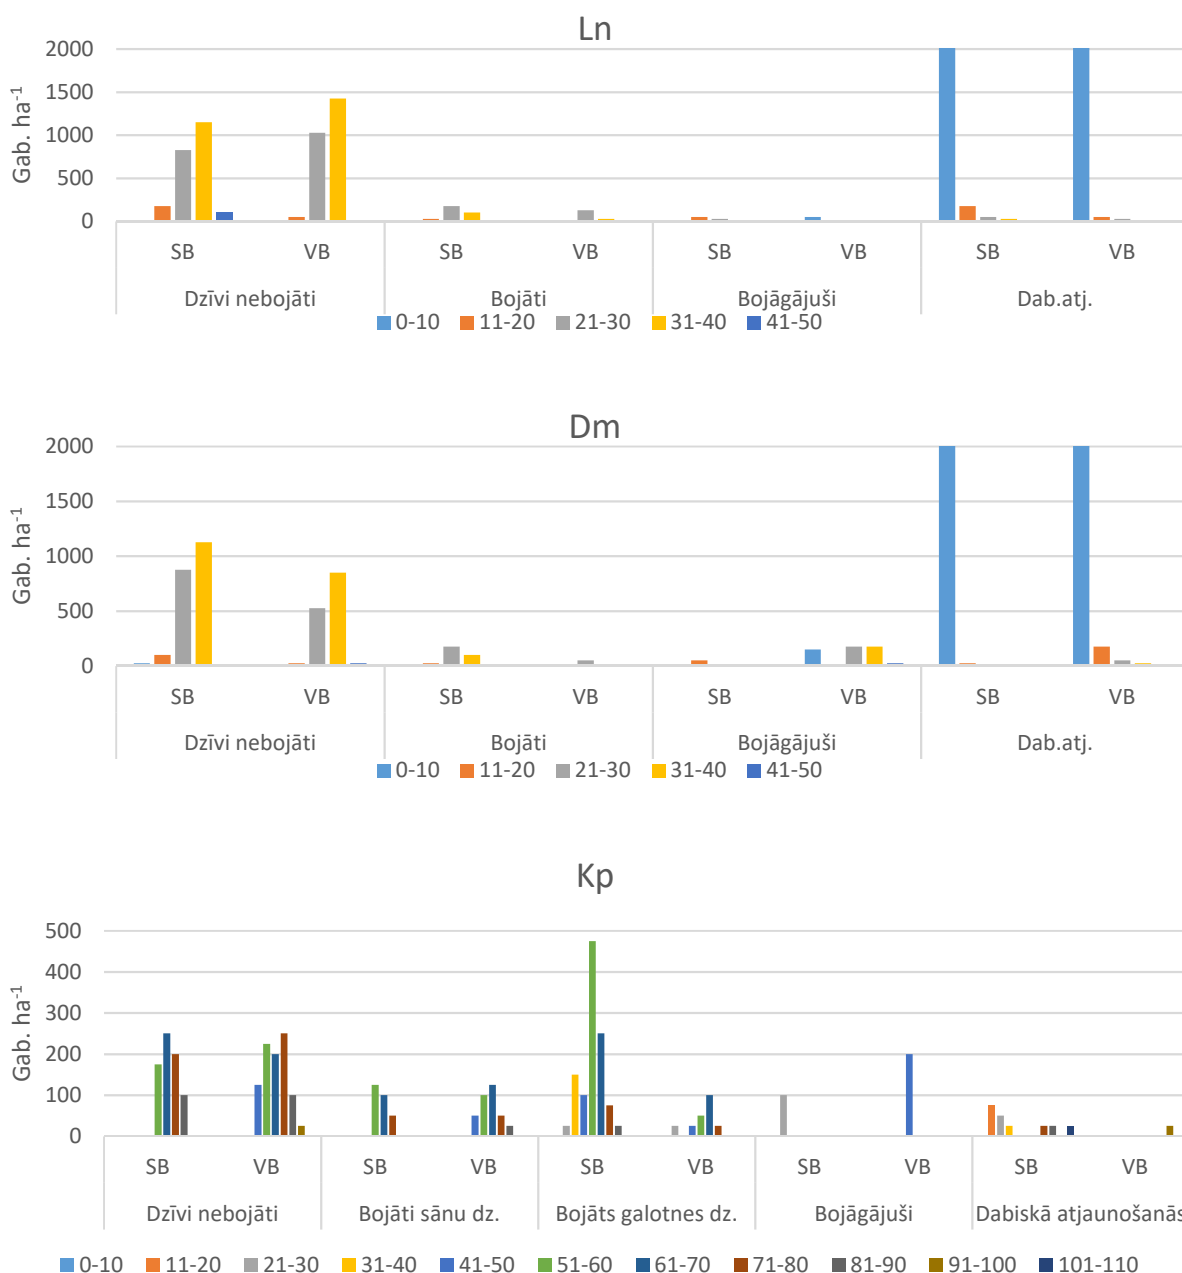 Ln
Gab. ha⁻¹
2000
1500
1000
500
0
SB VB SB VB SB VB SB VB
Dzīvi nebojāti Bojāti Bojāgājuši Dab.atj.
0-10 11-20 21-30 31-40 41-50
Dm
Gab. ha⁻¹
2000
1500
1000
500
0
SB VB SB VB SB VB SB VB
Dzīvi nebojāti Bojāti Bojāgājuši Dab.atj.
0-10 11-20 21-30 31-40 41-50
Kp
Gab. ha⁻¹
500
400
300
200
100
0
SB VB SB VB SB VB SB VB SB VB
Dzīvi nebojāti Bojāti sānu dz. Bojāts galotnes dz. Bojāgājuši Dabiskā atjaunošanās
0-10 11-20 21-30 31-40 41-50 51-60 61-70 71-80 81-90 91-100 101-110